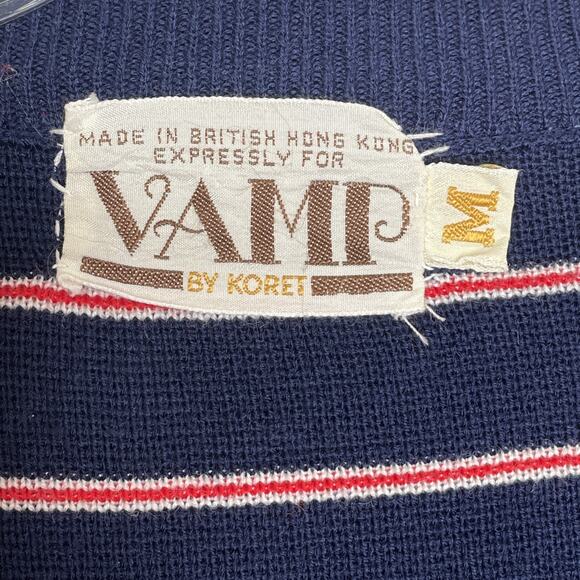 MADE IN BRITISH HONG KONG
EXPRESSLY FOR
VAMP
BY KORET
M